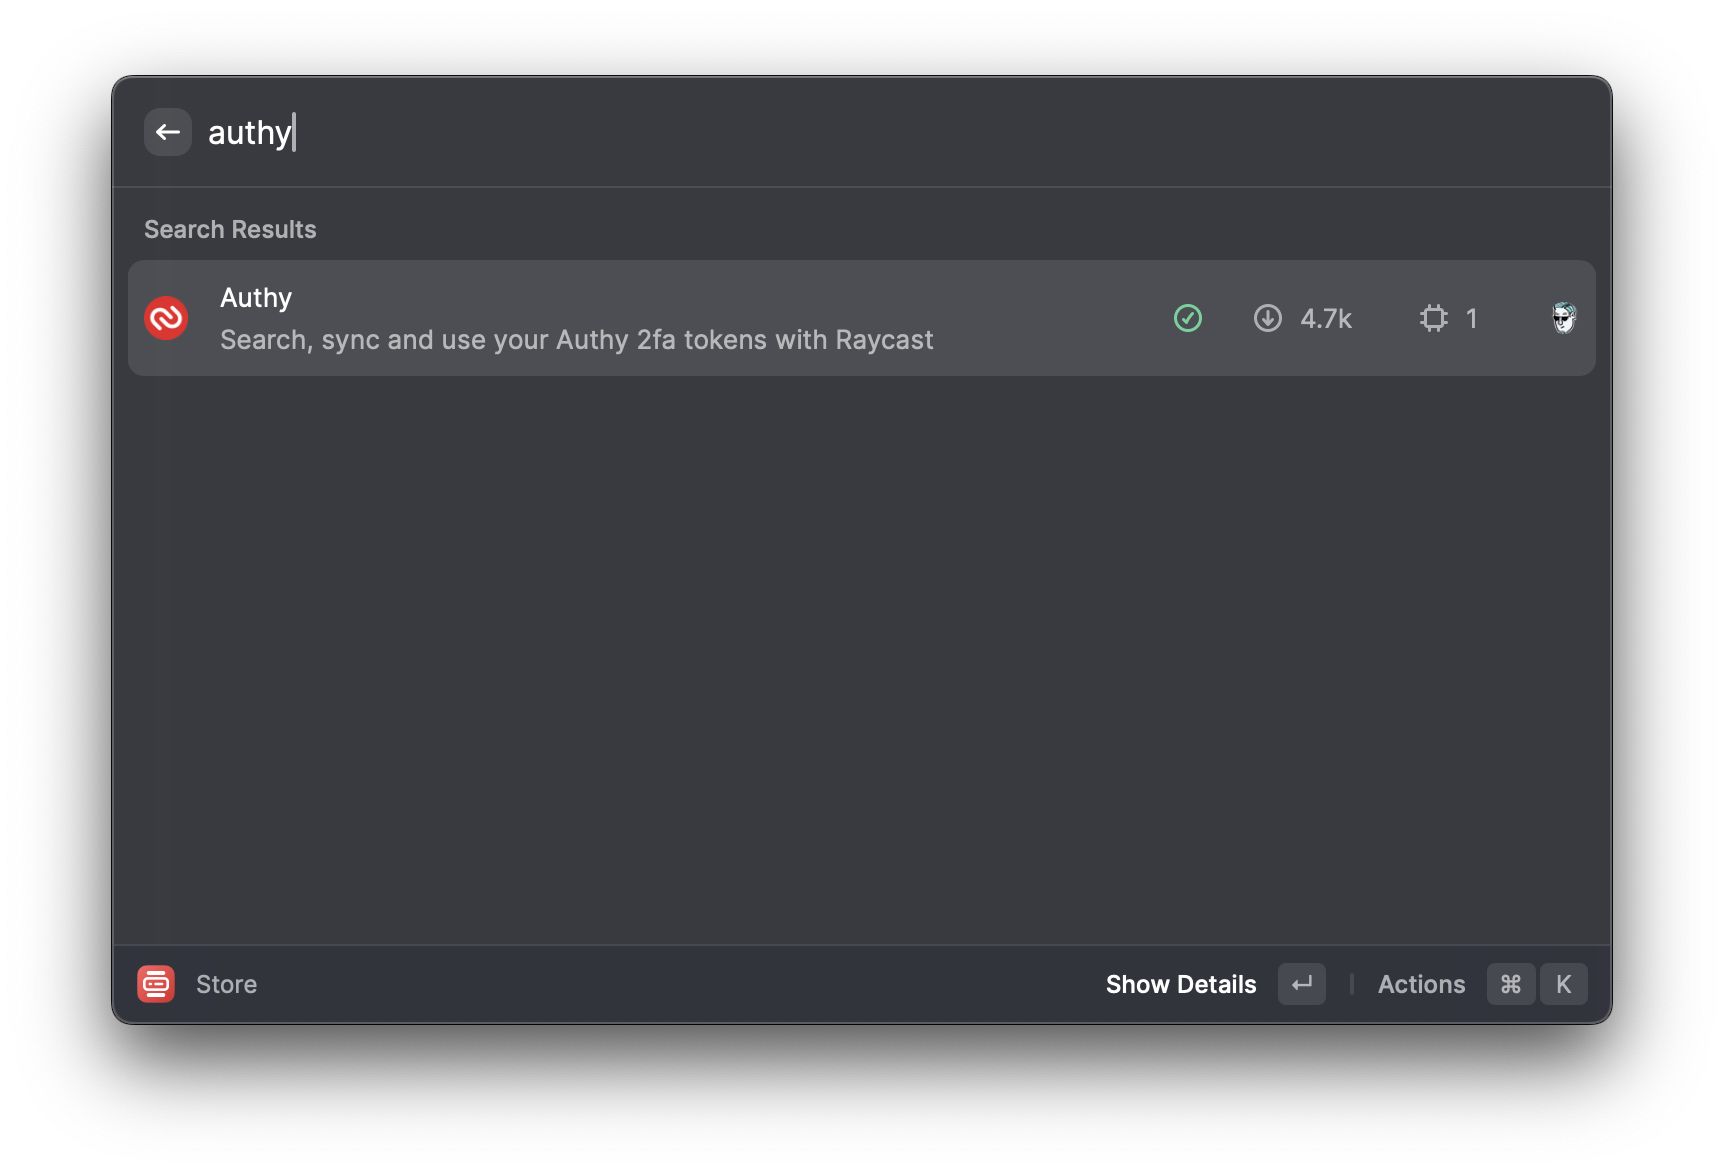 authy
Search Results
Authy
Search, sync and use your Authy 2fa tokens with Raycast
4.7k
1
Store
Show Details
Actions
⌘
K